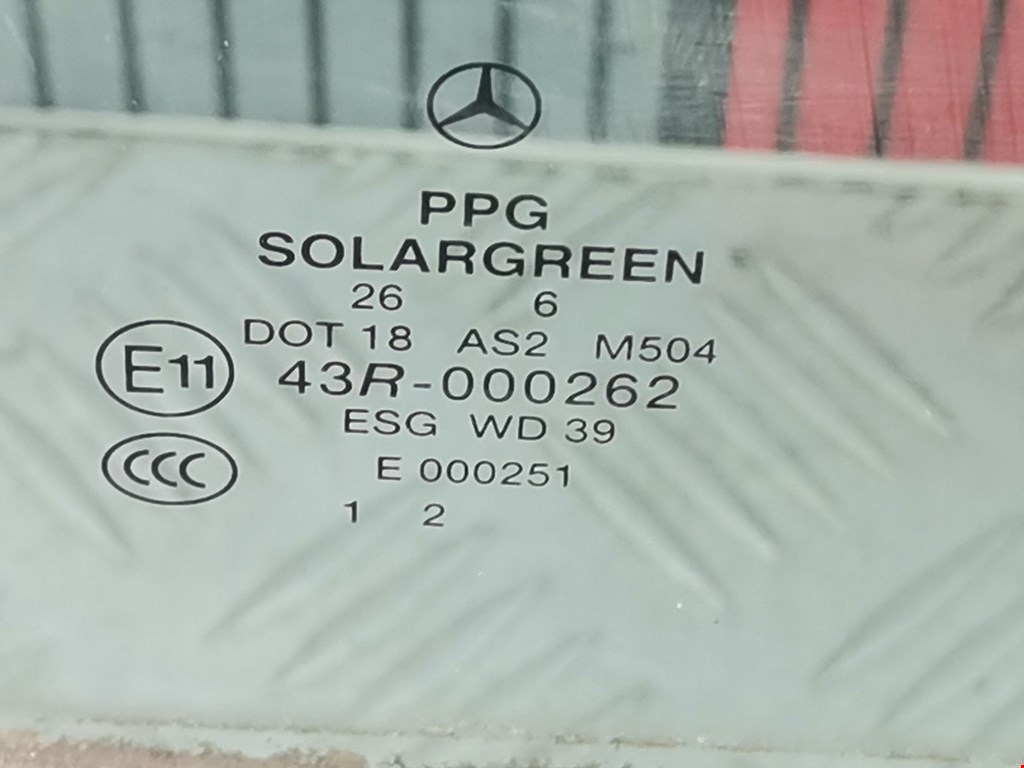 PPG
SOLARGREEN
26 6
DOT 18 AS2 M504
E11 43R-000262
ESG WD 39
CCC E 000251
1 2